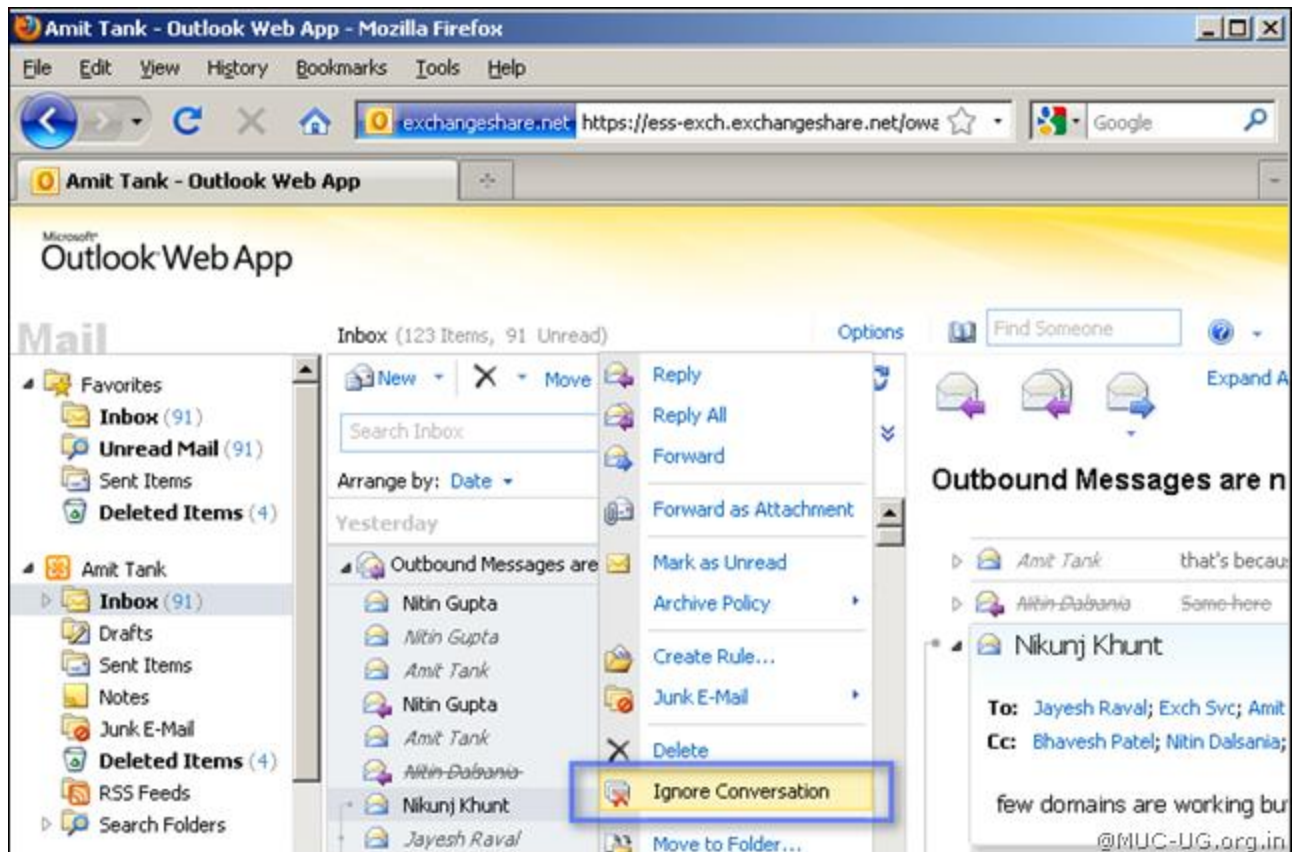 Amit Tank - Outlook Web App - Mozilla Firefox
File Edit View History Bookmarks Tools Help
exchangeshare.net https://ess-exch.exchangeshare.net/owa
Google
Amit Tank - Outlook Web App
Microsoft
Outlook Web App
Mail
Inbox (123 Items, 91 Unread)
Options
Find Someone
Favorites
Inbox (91)
Unread Mail (91)
Sent Items
Deleted Items (4)
Amit Tank
Inbox (91)
Drafts
Sent Items
Notes
Junk E-Mail
Deleted Items (4)
RSS Feeds
Search Folders
New
Move
Search Inbox
Arrange by: Date
Yesterday
Outbound Messages are
Nitin Gupta
Nitin Gupta
Amit Tank
Nitin Gupta
Amit Tank
Nitin Dalsania
Nikunj Khunt
Jayesh Raval
Reply
Reply All
Forward
Forward as Attachment
Mark as Unread
Archive Policy
Create Rule...
Junk E-Mail
Delete
Ignore Conversation
Move to Folder...
Expand A
Outbound Messages are n
Amit Tank that's becau
Nitin Dalsania Same here
Nikunj Khunt
To: Jayesh Raval; Exch Svc; Amit
Cc: Bhavesh Patel; Nitin Dalsania;
few domains are working bu
@MUC-UG.org.in